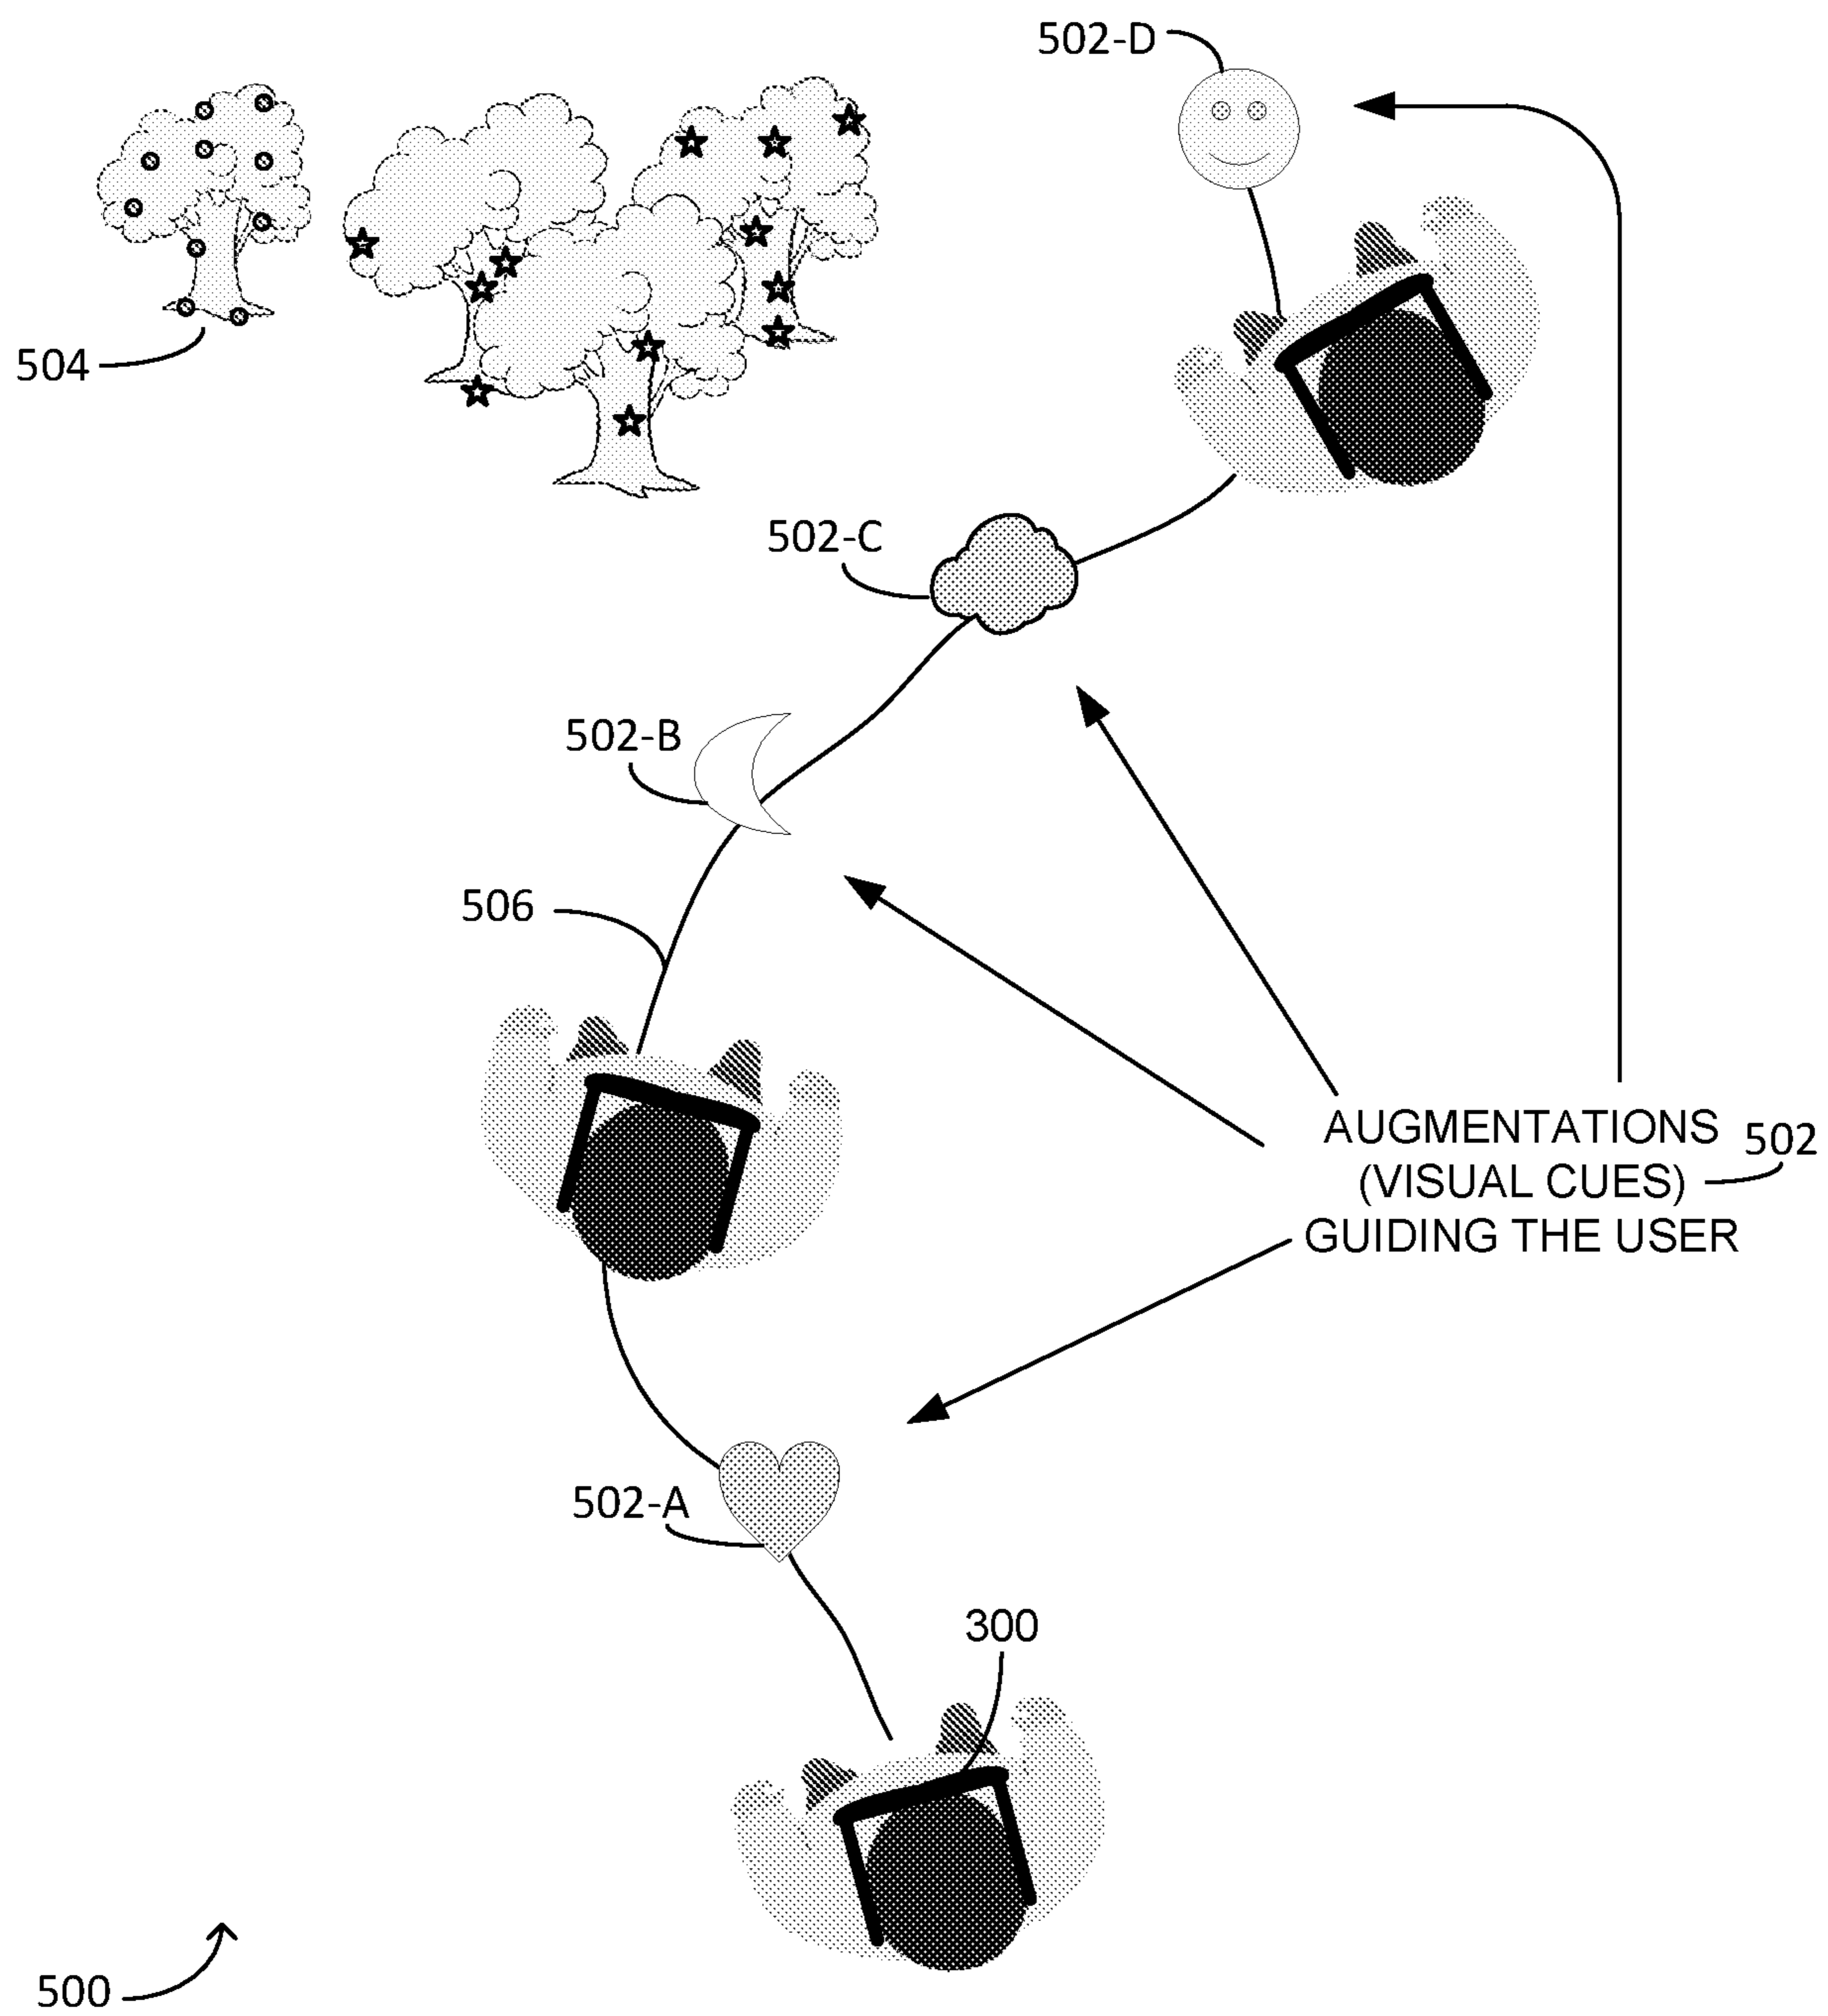 502-D
504
502-C
502-B
506
AUGMENTATIONS
(VISUAL CUES)
GUIDING THE USER
502
502-A
300
500